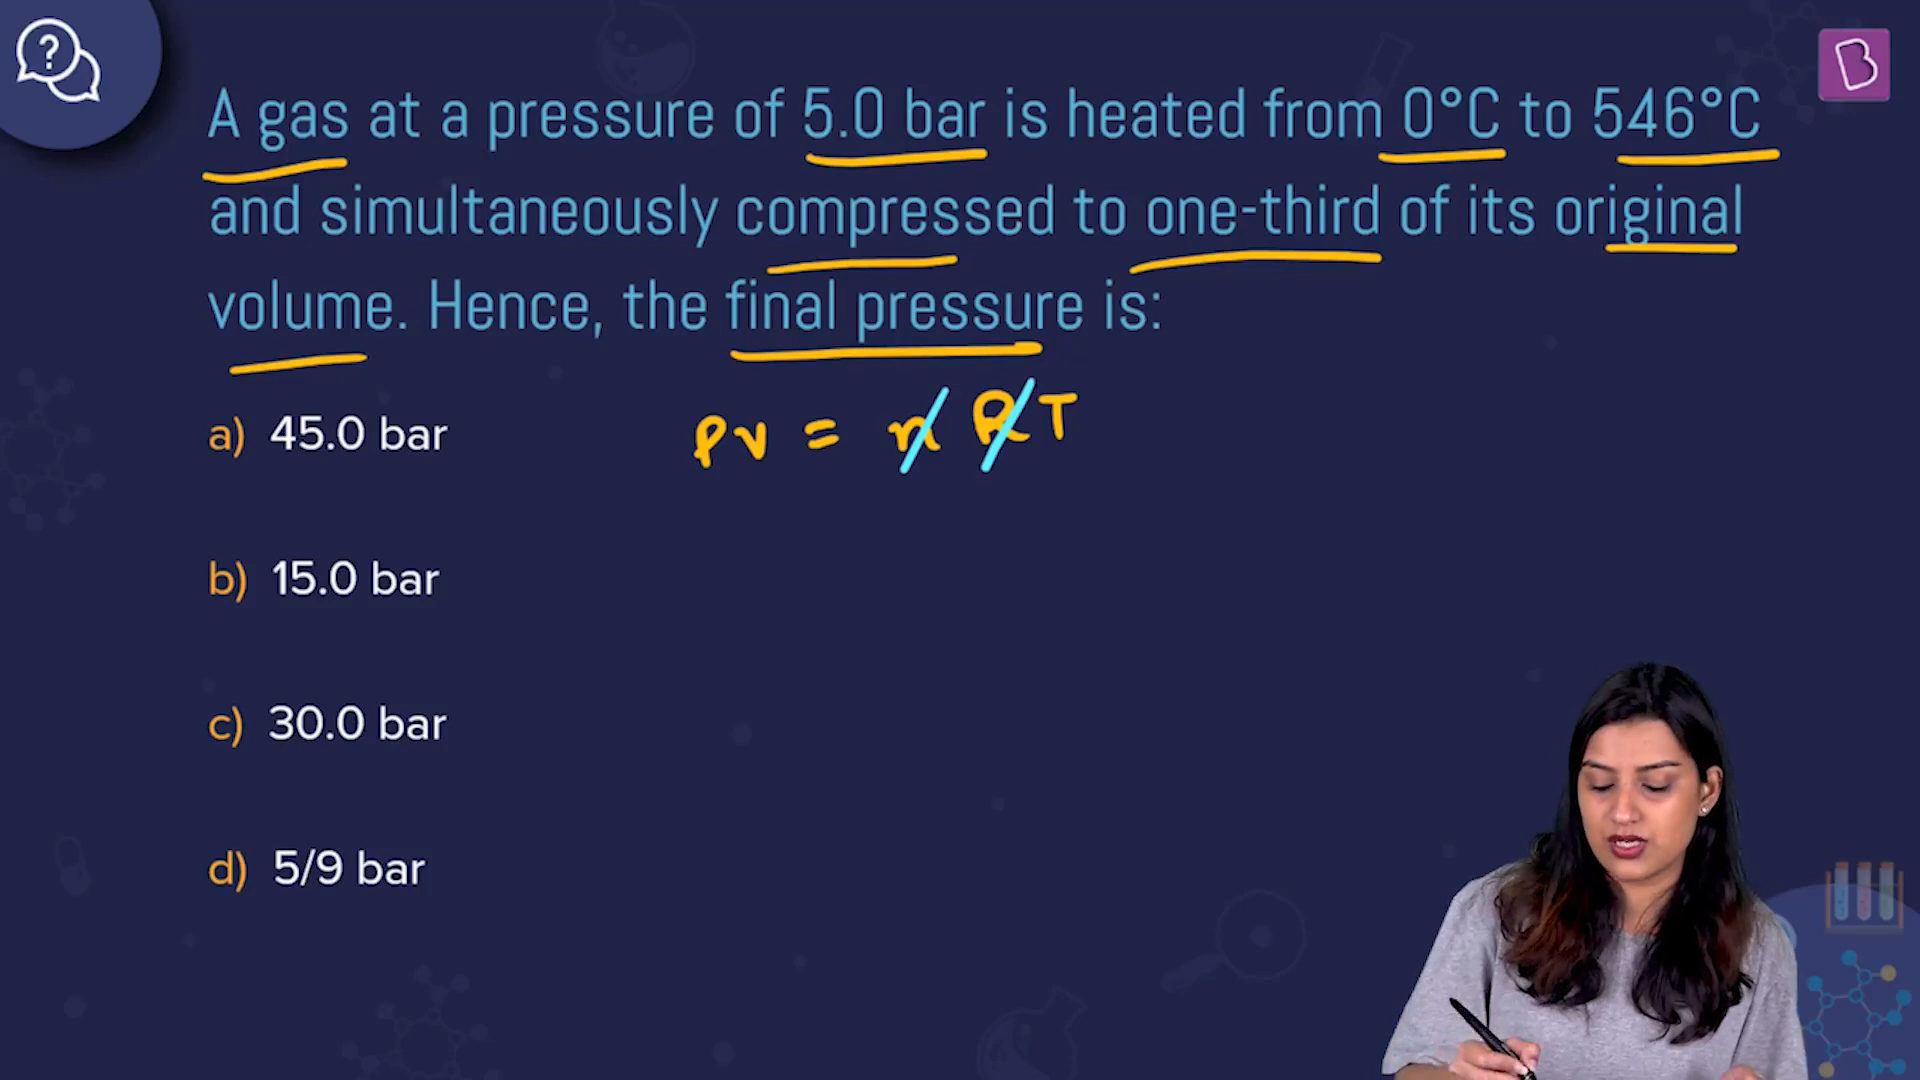 A gas at a pressure of 5.0 bar is heated from 0°C to 546°C
and simultaneously compressed to one-third of its original
volume. Hence, the final pressure is:
a) 45.0 bar
PV = nRT
b) 15.0 bar
c) 30.0 bar
d) 5/9 bar